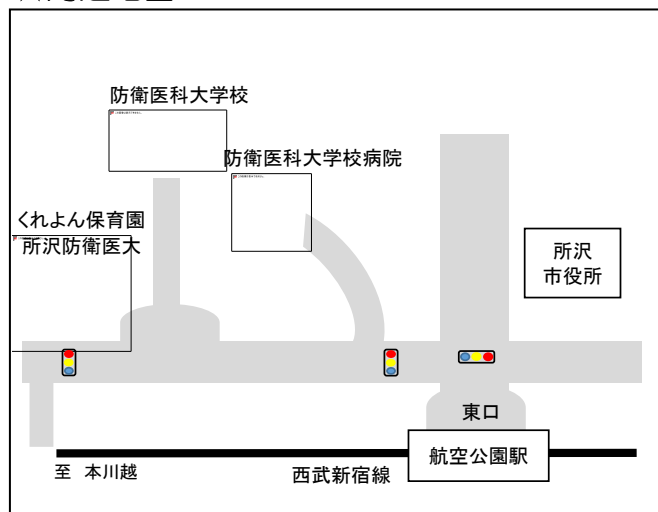 防衛医科大学校
防衛医科大学校病院
くれよん保育園
所沢防衛医大
所沢
市役所
東口
航空公園駅
至 本川越
西武新宿線